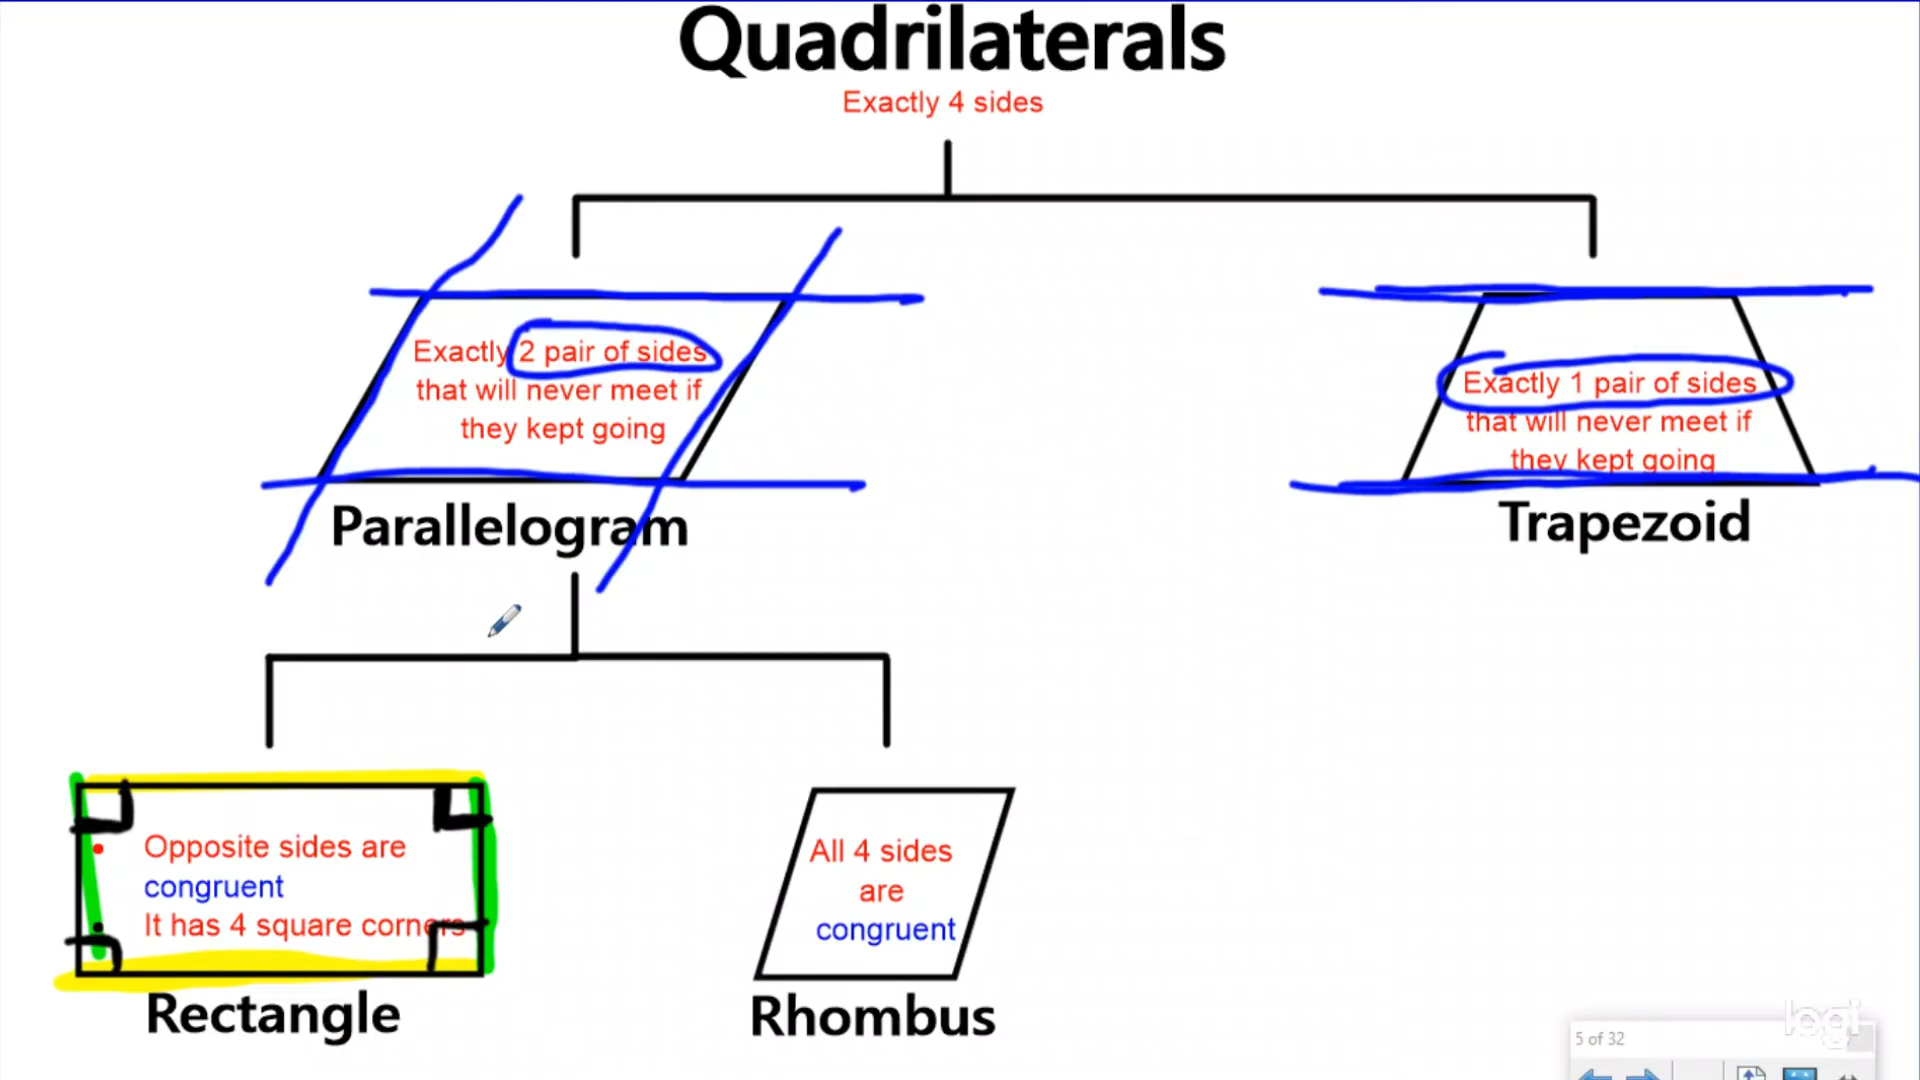 Quadrilaterals
Exactly 4 sides
Exactly 2 pair of sides
that will never meet if
they kept going
Parallelogram
Exactly 1 pair of sides
that will never meet if
they kept going
Trapezoid
• Opposite sides are
congruent
• It has 4 square corners
Rectangle
All 4 sides
are
congruent
Rhombus
logi
5 of 32